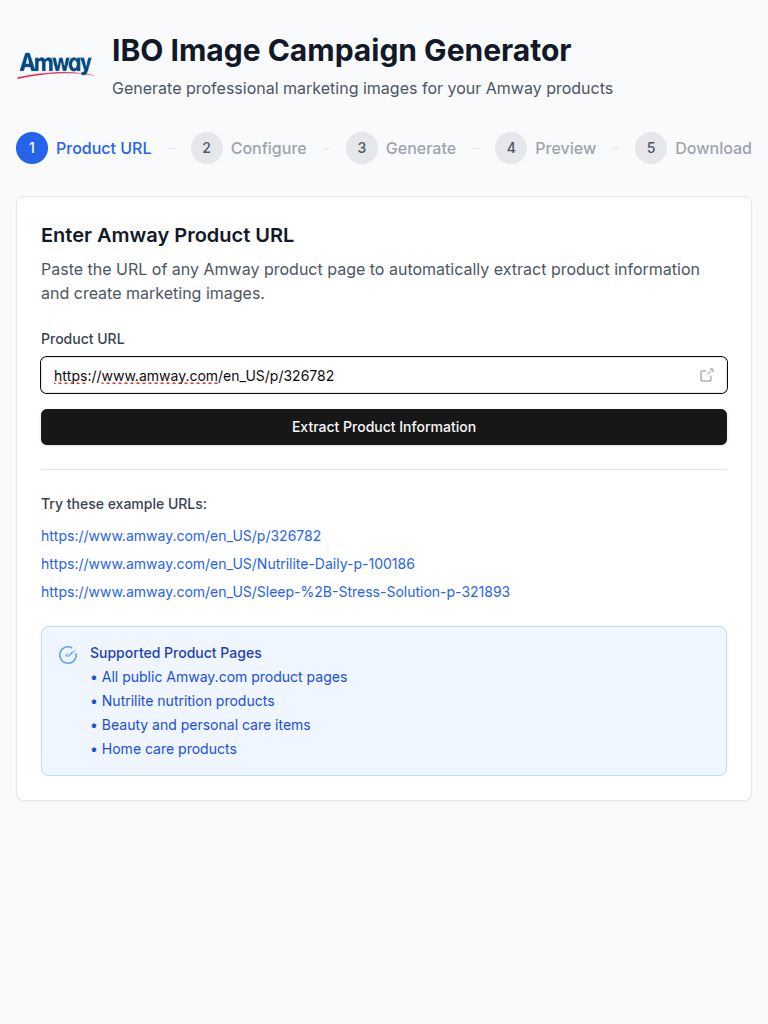 Amway
IBO Image Campaign Generator
Generate professional marketing images for your Amway products
1 Product URL
2 Configure
3 Generate
4 Preview
5 Download
Enter Amway Product URL
Paste the URL of any Amway product page to automatically extract product information
and create marketing images.
Product URL
https://www.amway.com/en_US/p/326782
Extract Product Information
Try these example URLs:
https://www.amway.com/en_US/p/326782
https://www.amway.com/en_US/Nutrilite-Daily-p-100186
https://www.amway.com/en_US/Sleep-%2B-Stress-Solution-p-321893
Supported Product Pages
• All public Amway.com product pages
• Nutrilite nutrition products
• Beauty and personal care items
• Home care products